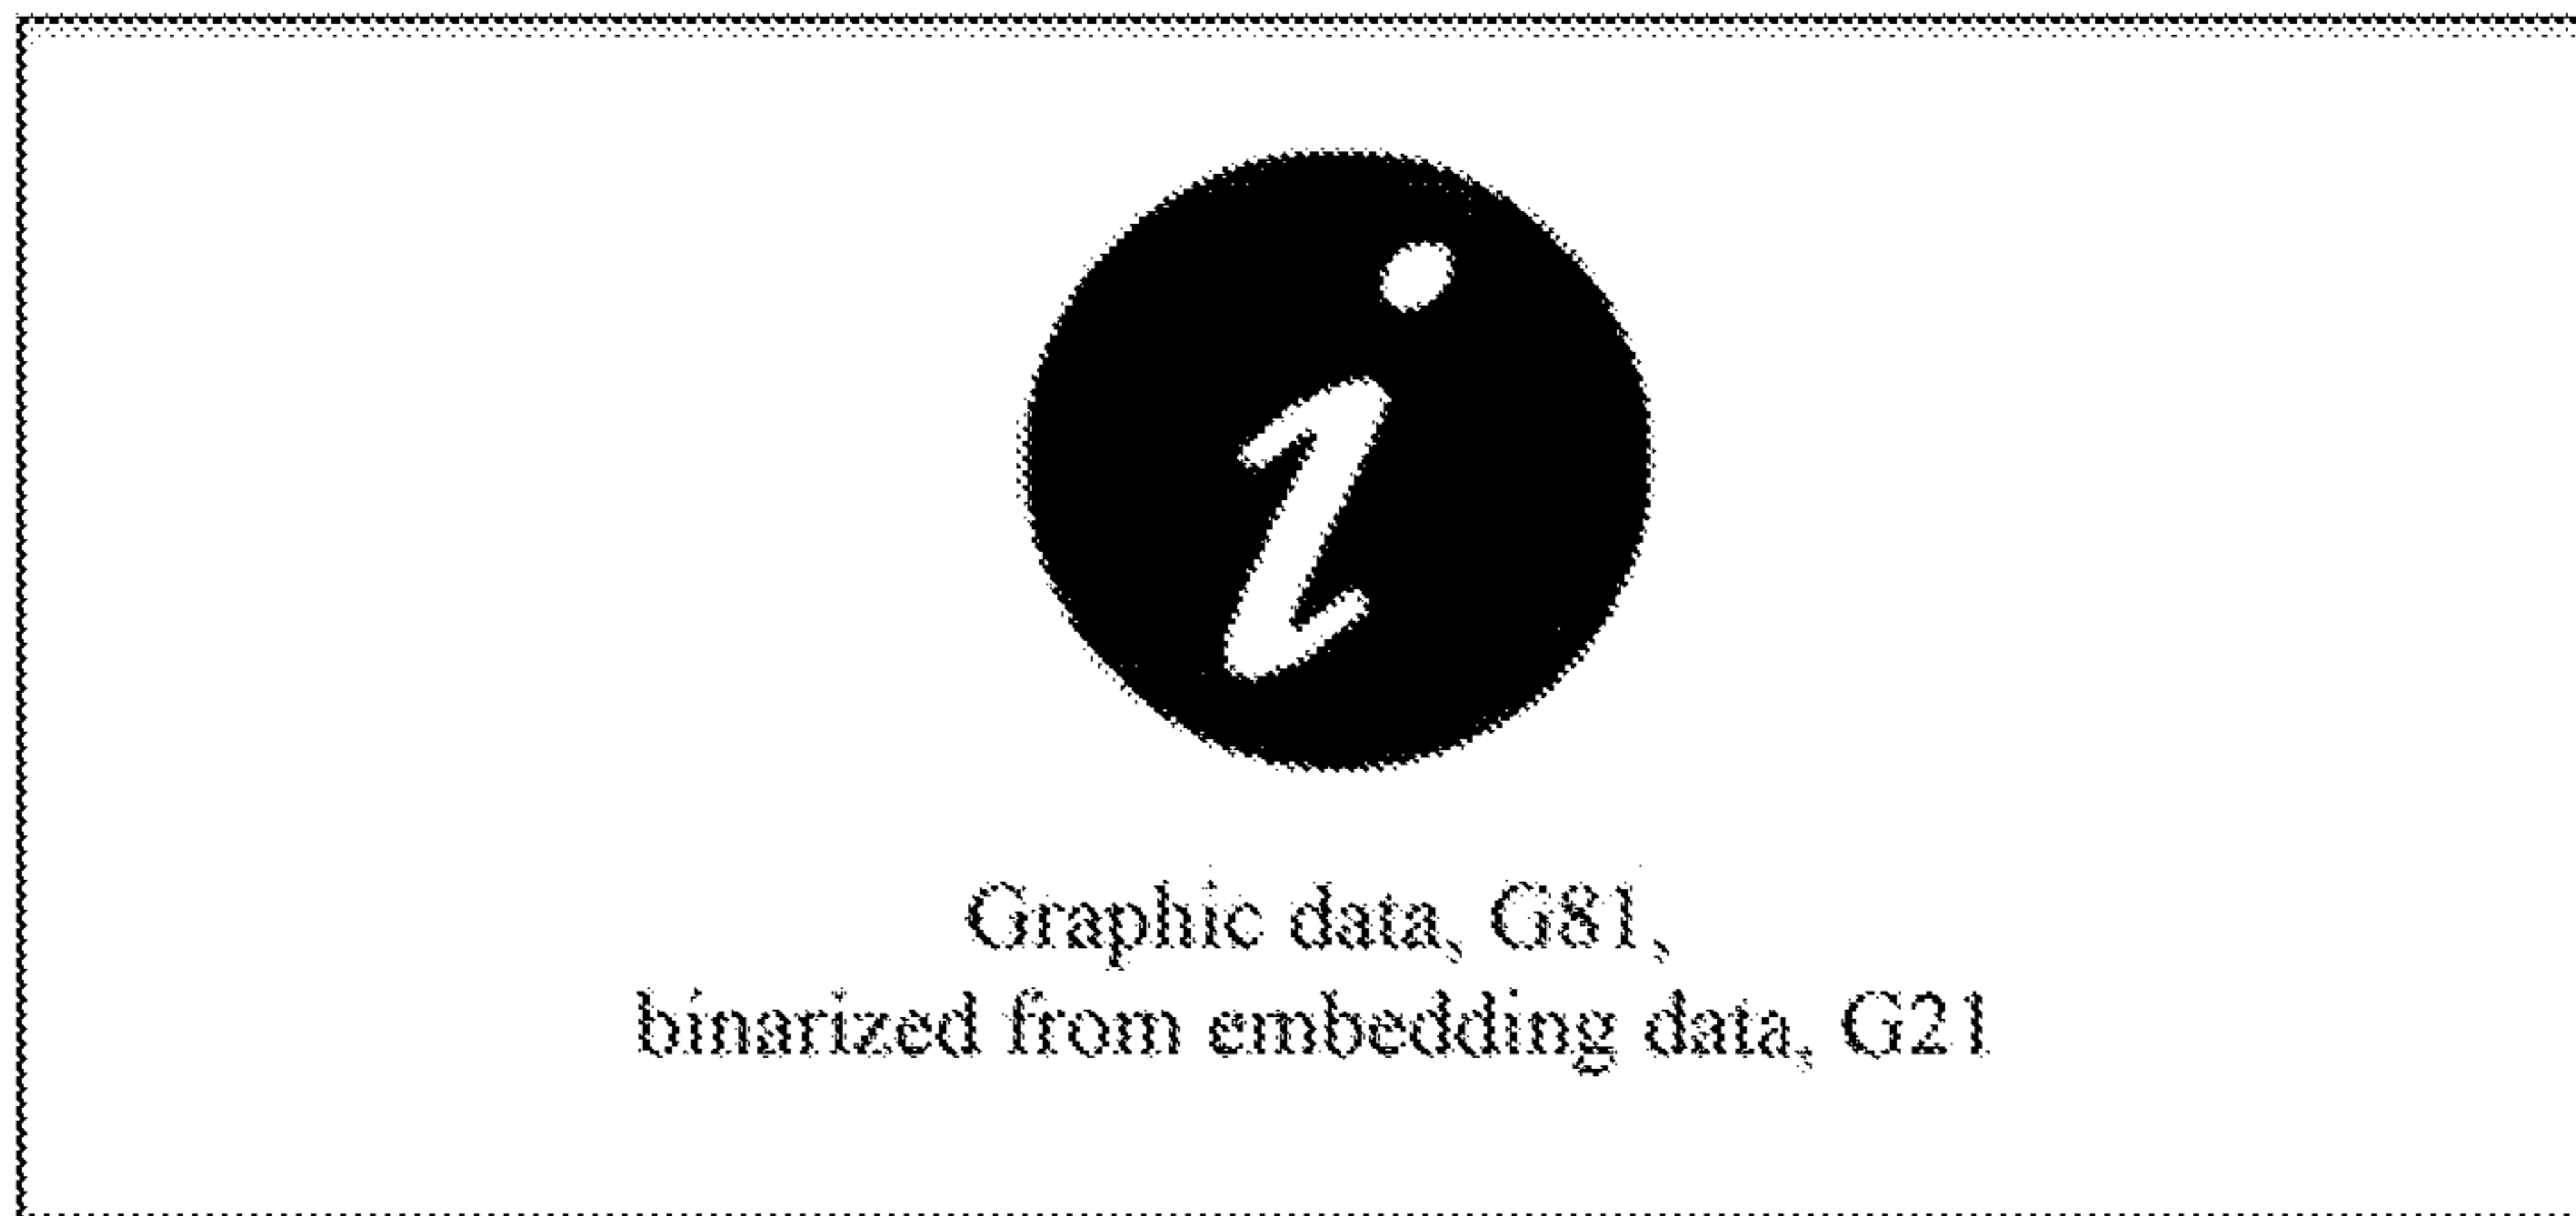 i
Graphic data, G81,
binarized from embedding data, G21